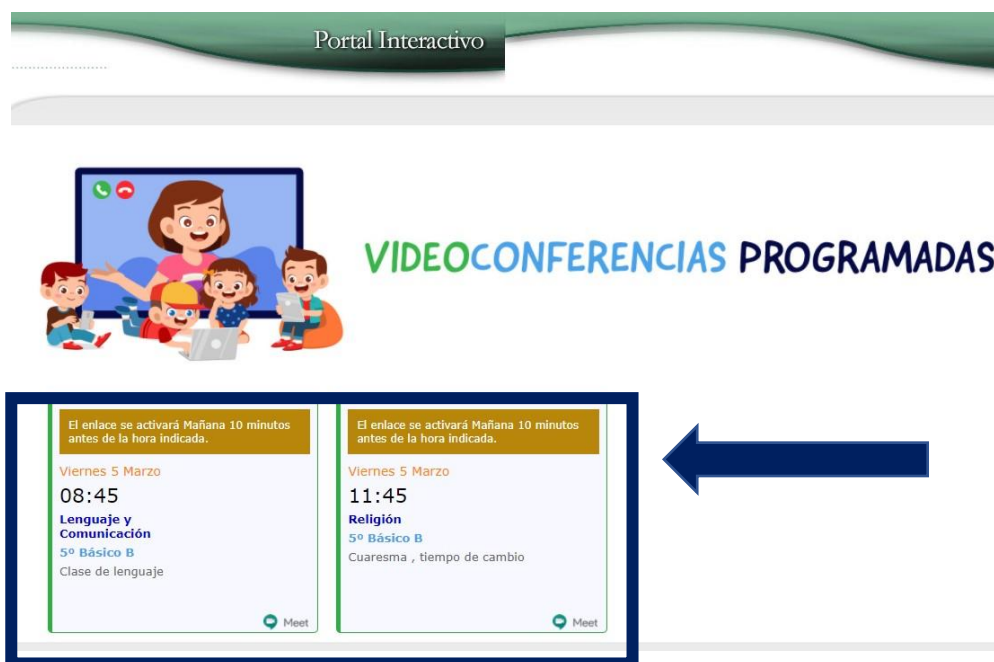 Portal Interactivo
VIDEOCONFERENCIAS PROGRAMADAS
El enlace se activará Mañana 10 minutos
antes de la hora indicada.
Viernes 5 Marzo
08:45
Lenguaje y
Comunicación
5º Básico B
Clase de lenguaje
Meet
El enlace se activará Mañana 10 minutos
antes de la hora indicada.
Viernes 5 Marzo
11:45
Religión
5º Básico B
Cuaresma , tiempo de cambio
Meet